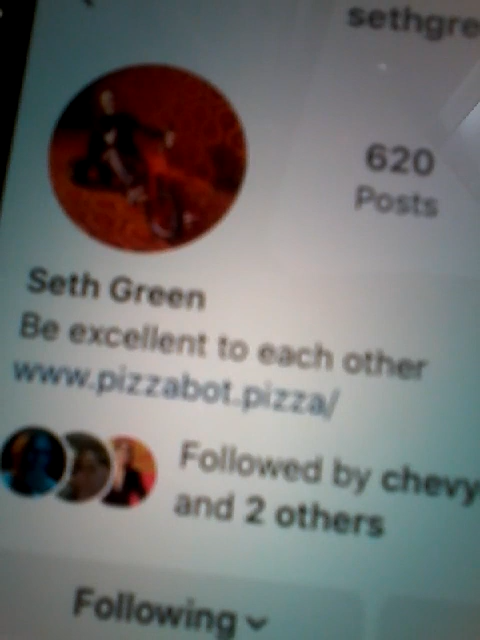 sethgre
620
Posts
Seth Green
Be excellent to each other
www.pizzabot.pizza/
Followed by chevy
and 2 others
Following